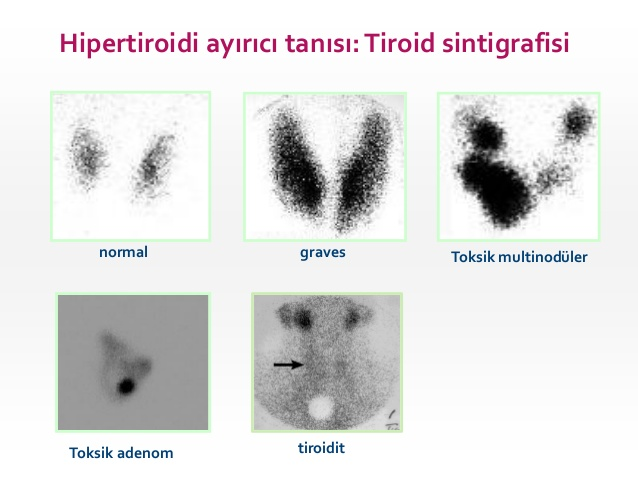 Hipertiroidi ayırıcı tanısı: Tiroid sintigrafisi
normal
graves
Toksik multinodüler
Toksik adenom
tiroidit